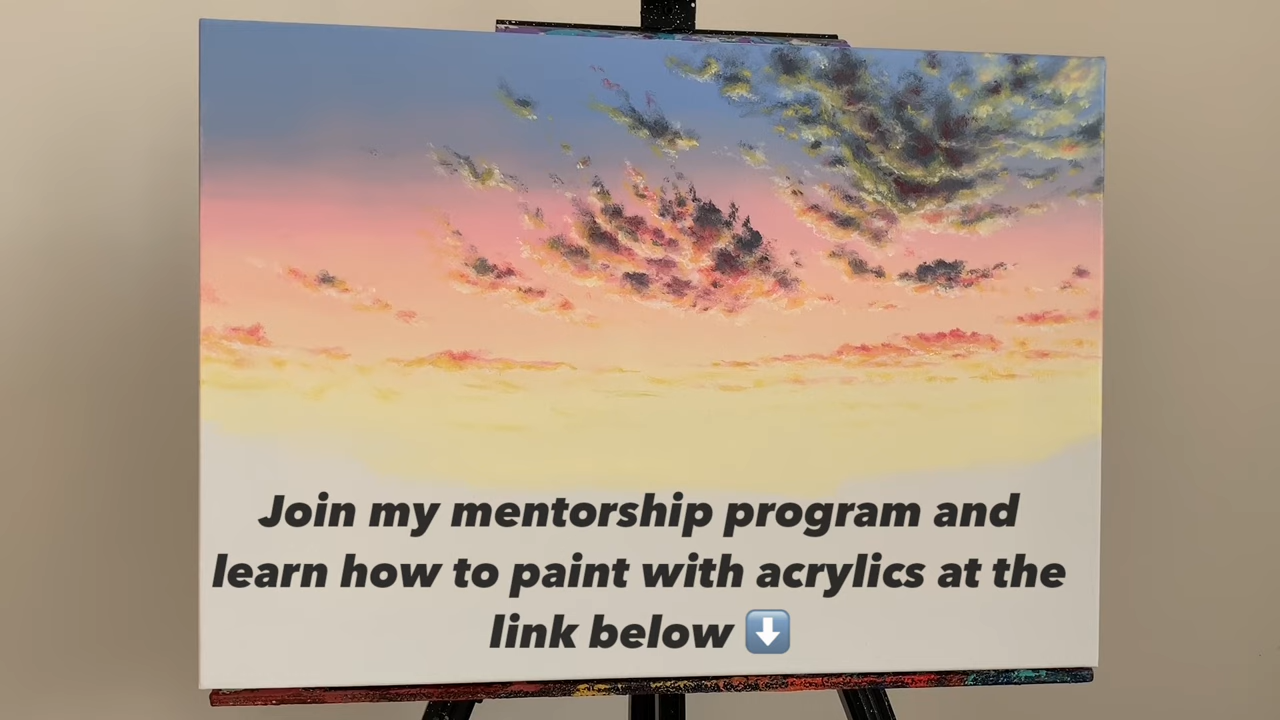 Join my mentorship program and
learn how to paint with acrylics at the
link below ⬇️